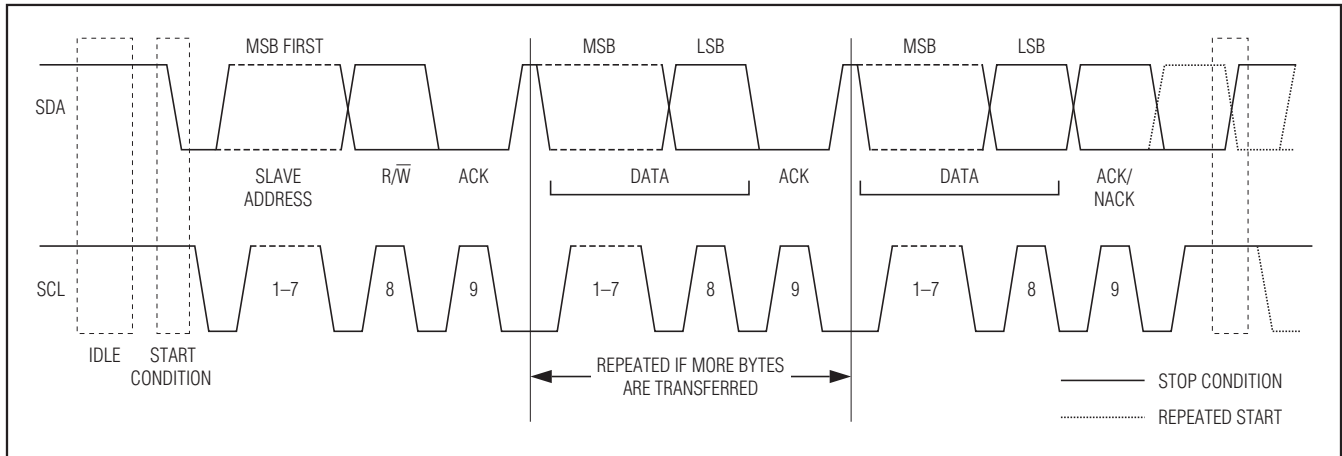 MSB FIRST
MSB
LSB
MSB
LSB
SDA
SLAVE
ADDRESS
R/W̅
ACK
DATA
ACK
DATA
ACK/
NACK
SCL
1–7
8
9
1–7
8
9
1–7
8
9
IDLE
START
CONDITION
REPEATED IF MORE BYTES
ARE TRANSFERRED
STOP CONDITION
REPEATED START